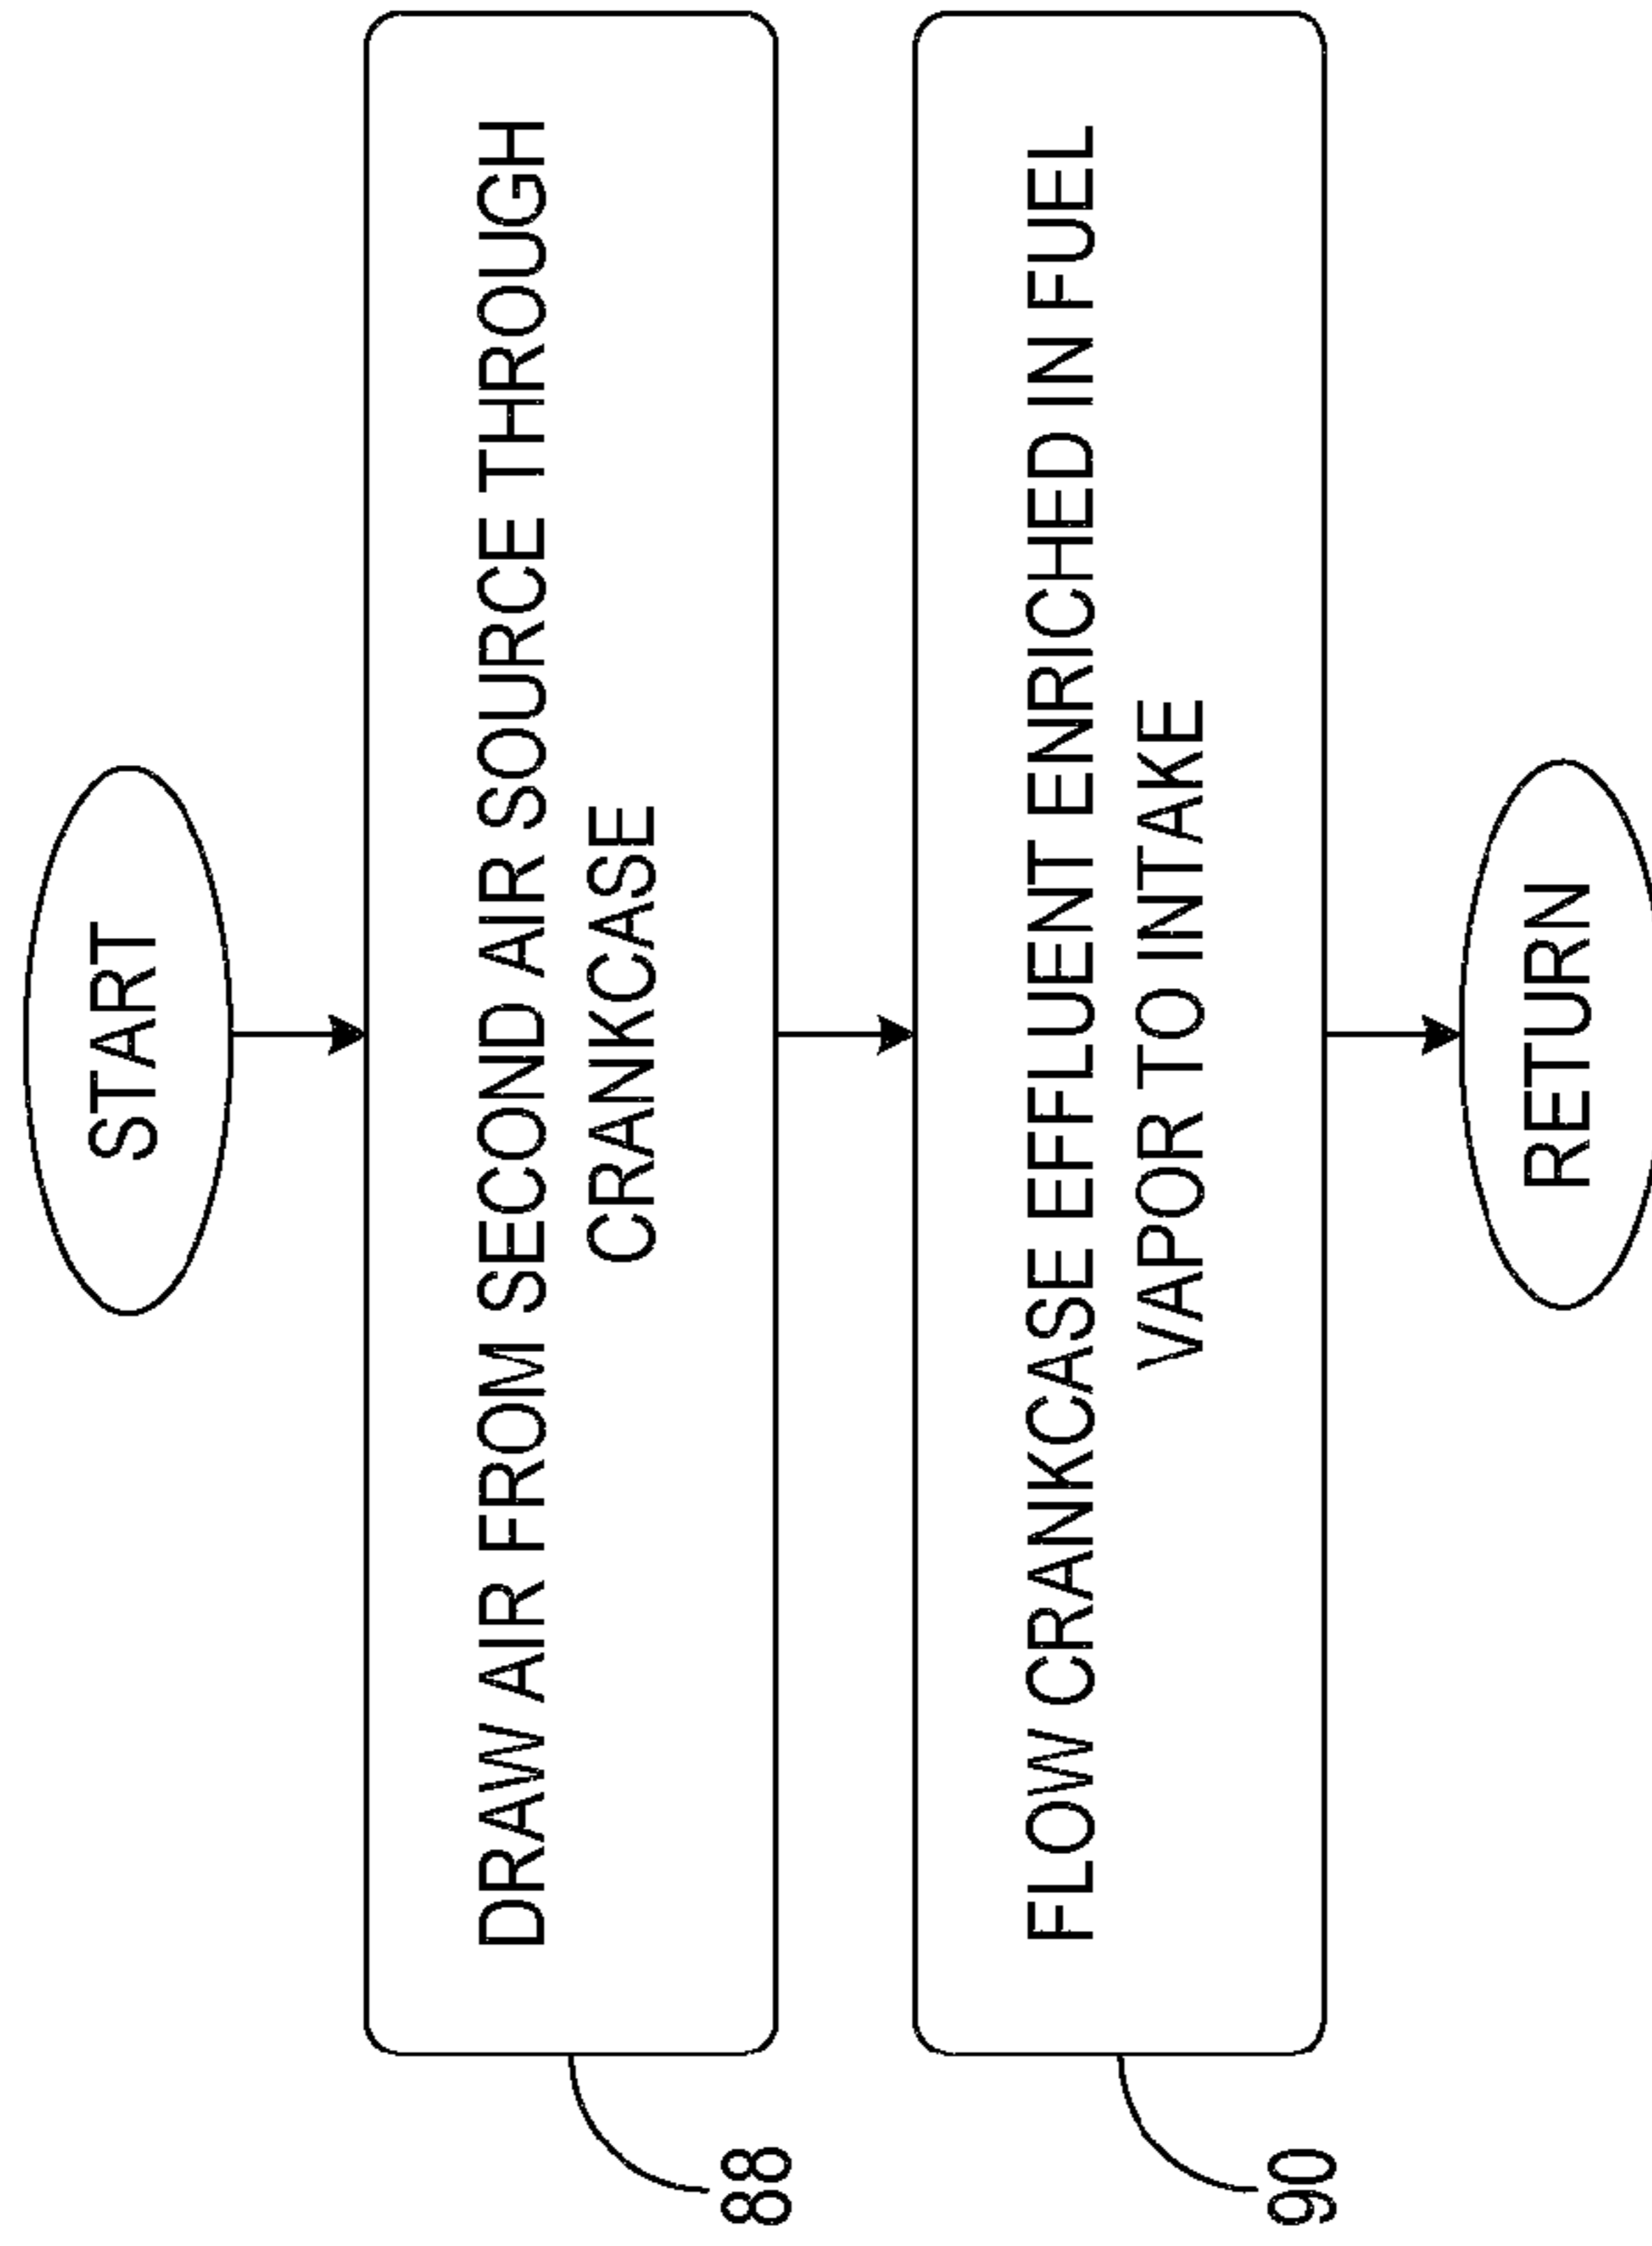 START
DRAW AIR FROM SECOND AIR SOURCE THROUGH
CRANKCASE
88
FLOW CRANKCASE EFFLUENT ENRICHED IN FUEL
VAPOR TO INTAKE
90
RETURN